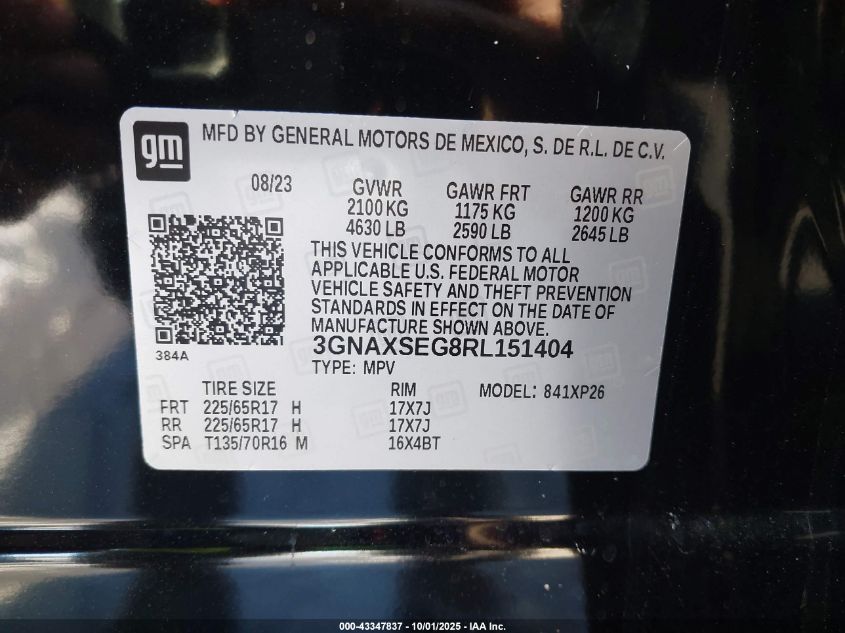 gm
MFD BY GENERAL MOTORS DE MEXICO, S. DE R.L. DE C.V.
08/23 GVWR GAWR FRT GAWR RR
2100 KG 1175 KG 1200 KG
4630 LB 2590 LB 2645 LB
THIS VEHICLE CONFORMS TO ALL
APPLICABLE U.S. FEDERAL MOTOR
VEHICLE SAFETY AND THEFT PREVENTION
STANDARDS IN EFFECT ON THE DATE OF
MANUFACTURE SHOWN ABOVE.
3GNAXSEG8RL151404
384A
TYPE: MPV
TIRE SIZE RIM MODEL: 841XP26
FRT 225/65R17 H 17X7J
RR 225/65R17 H 17X7J
SPA T135/70R16 M 16X4BT
000-43347837 - 10/01/2025 - IAA Inc.